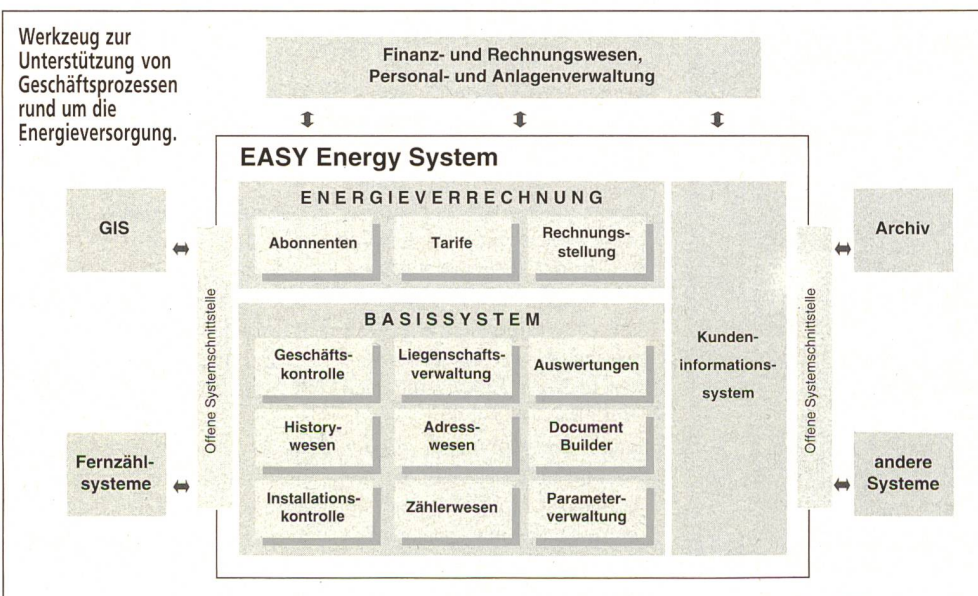 Werkzeug zur
Unterstützung von
Geschäftsprozessen
rund um die
Energieversorgung.
Finanz- und Rechnungswesen,
Personal- und Anlagenverwaltung
EASY Energy System
ENERGIEVERRECHNUNG
Abonnenten
Tarife
Rechnungs-
stellung
GIS
Archiv
Offene Systemschnittstelle
BASISSYSTEM
Geschäfts-
kontrolle
Liegenschafts-
verwaltung
Auswertungen
History-
wesen
Adress-
wesen
Document
Builder
Installations-
kontrolle
Zählerwesen
Parameter-
verwaltung
Kunden-
informations-
system
Offene Systemschnittstelle
Fernzähl-
systeme
andere
Systeme